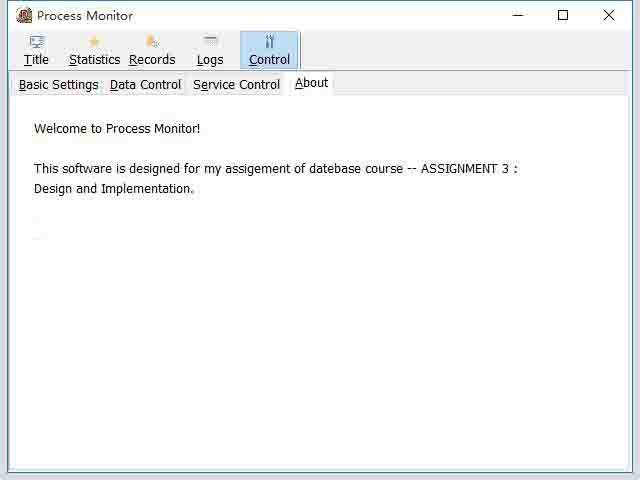 Process Monitor
Title Statistics Records Logs Control
Basic Settings Data Control Service Control About
Welcome to Process Monitor!
This software is designed for my assigement of datebase course -- ASSIGNMENT 3 :
Design and Implementation.